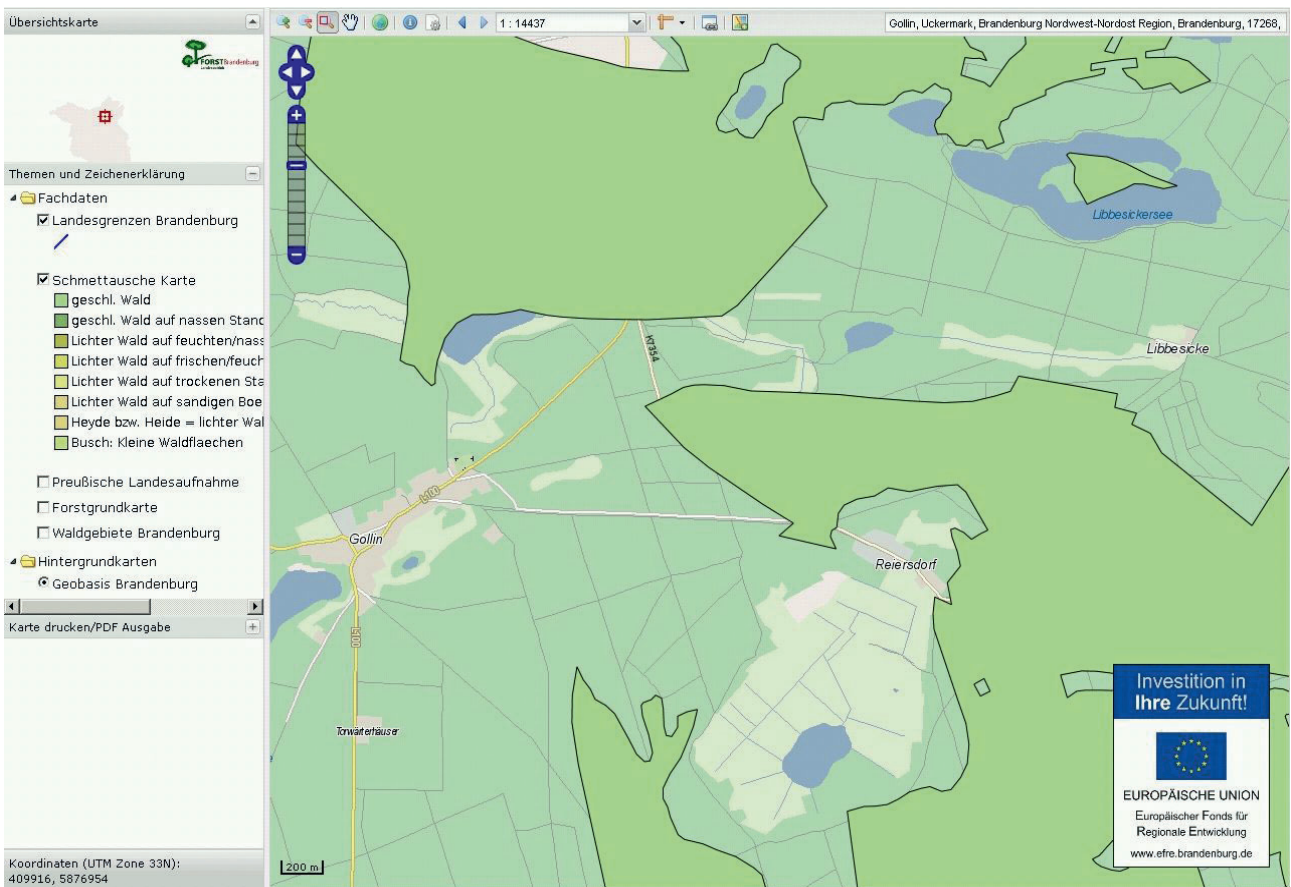 Übersichtskarte
1 : 14437
Gollin, Uckermark, Brandenburg Nordwest-Nordost Region, Brandenburg, 17268,
FORSTBrandenburg
Themen und Zeichenerklärung
Fachdaten
Landesgrenzen Brandenburg
Schmettausche Karte
geschl. Wald
geschl. Wald auf nassen Stand
Lichter Wald auf feuchten/nass
Lichter Wald auf frischen/feuch
Lichter Wald auf trockenen Sta
Lichter Wald auf sandigen Boe
Heyde bzw. Heide = lichter Wal
Busch: Kleine Waldflaechen
Preußische Landesaufnahme
Forstgrundkarte
Waldgebiete Brandenburg
Hintergrundkarten
Geobasis Brandenburg
Karte drucken/PDF Ausgabe
Koordinaten (UTM Zone 33N):
409916, 5876954
Libbesickersee
K7354
Libbesicke
L100
Gollin
Reiersdorf
L100
Torwärterhäuser
200 m
Investition in
Ihre Zukunft!
EUROPÄISCHE UNION
Europäischer Fonds für
Regionale Entwicklung
www.efre.brandenburg.de